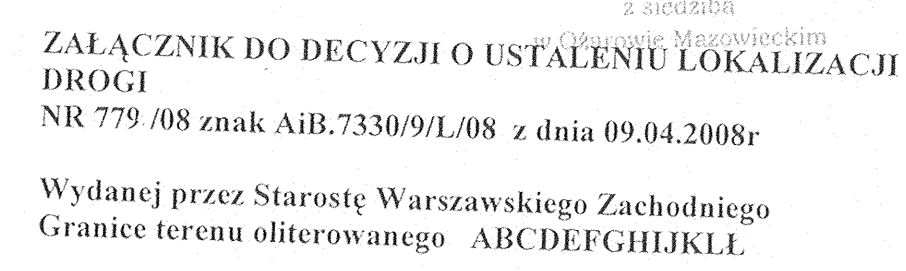 z siedzibą
w Ożarowie Mazowieckim
ZAŁĄCZNIK DO DECYZJI O USTALENIU LOKALIZACJI
DROGI
NR 779 /08 znak AiB.7330/9/L/08 z dnia 09.04.2008r
Wydanej przez Starostę Warszawskiego Zachodniego
Granice terenu oliterowanego ABCDEFGHIJKLŁ